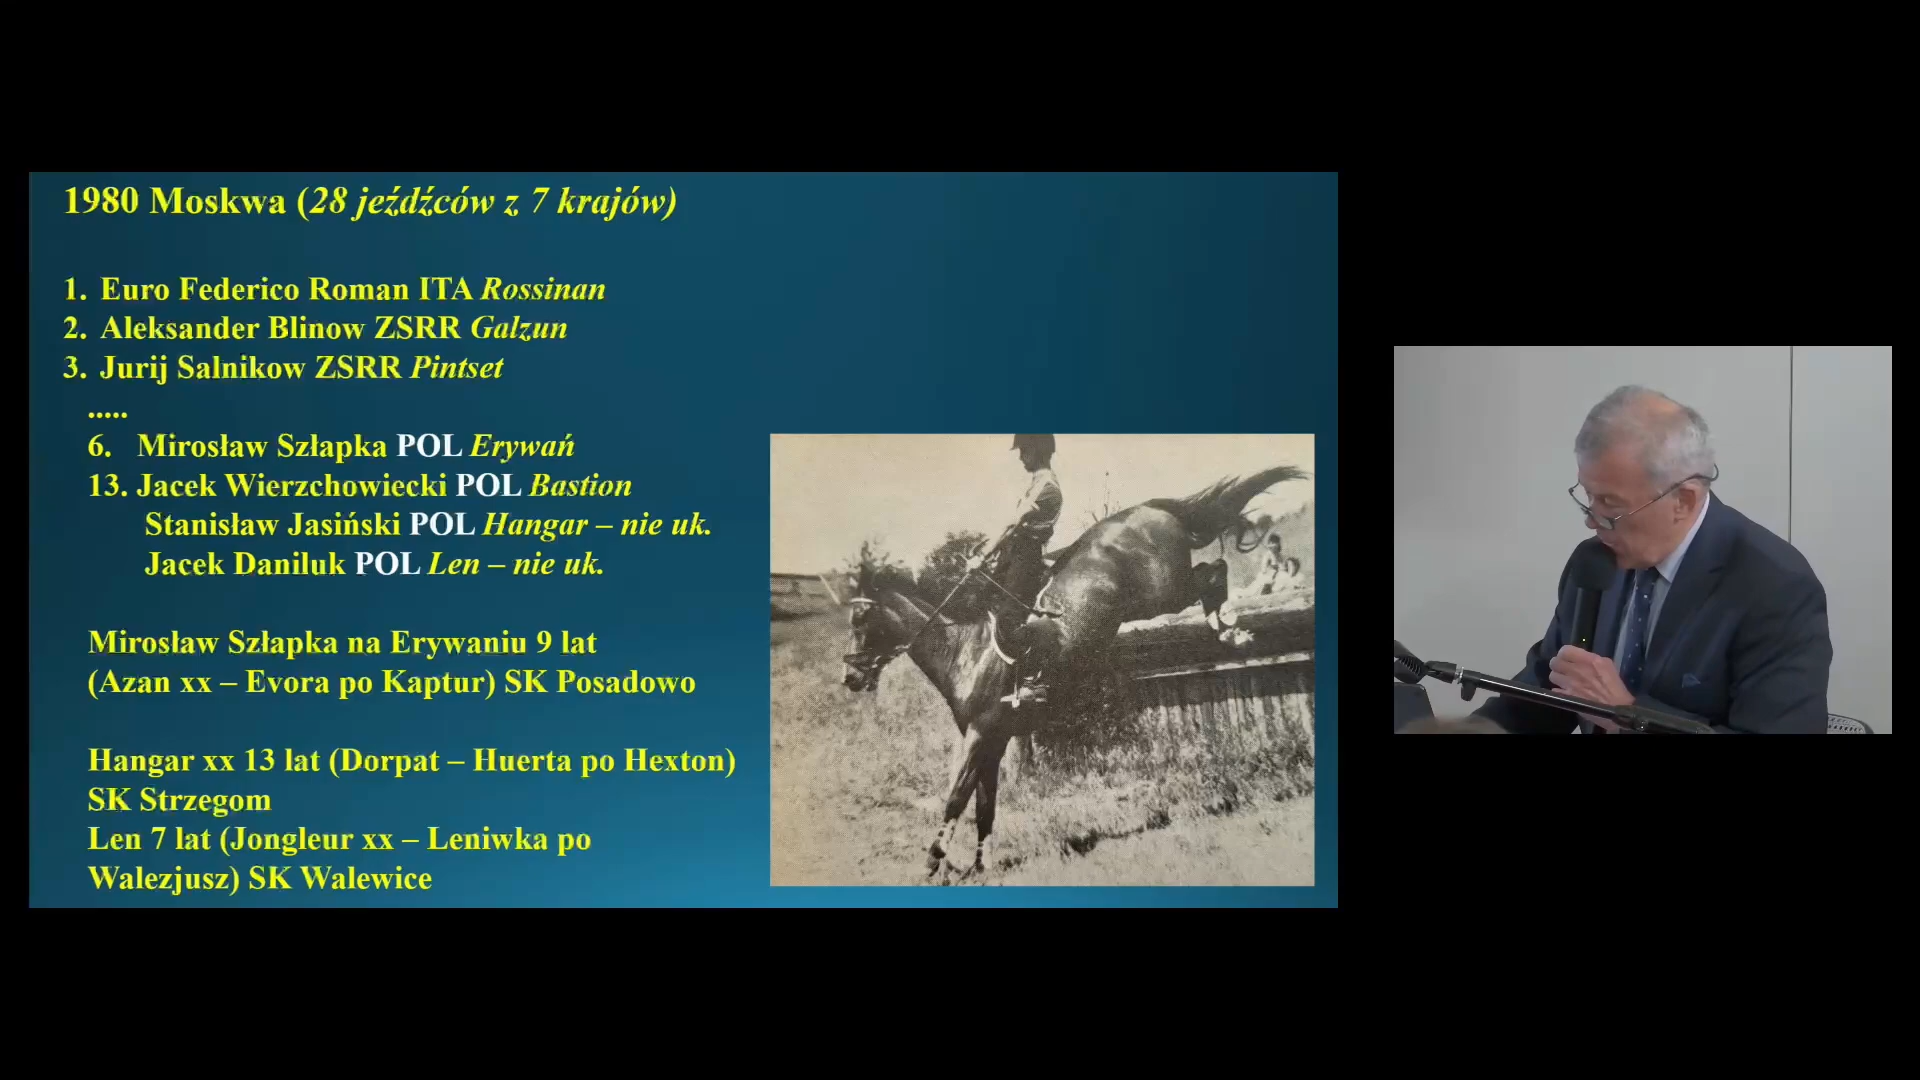 1980 Moskwa (28 jeźdźców z 7 krajów)
1. Euro Federico Roman ITA Rossinan
2. Aleksander Blinow ZSRR Galzun
3. Jurij Salnikow ZSRR Pintset
.....
6. Mirosław Szłapka POL Erywań
13. Jacek Wierzchowiecki POL Bastion
Stanisław Jasiński POL Hangar – nie uk.
Jacek Daniluk POL Len – nie uk.
Mirosław Szłapka na Erywaniu 9 lat
(Azan xx – Evora po Kaptur) SK Posadowo
Hangar xx 13 lat (Dorpat – Huerta po Hexton)
SK Strzegom
Len 7 lat (Jongleur xx – Leniwka po
Walezjusz) SK Walewice